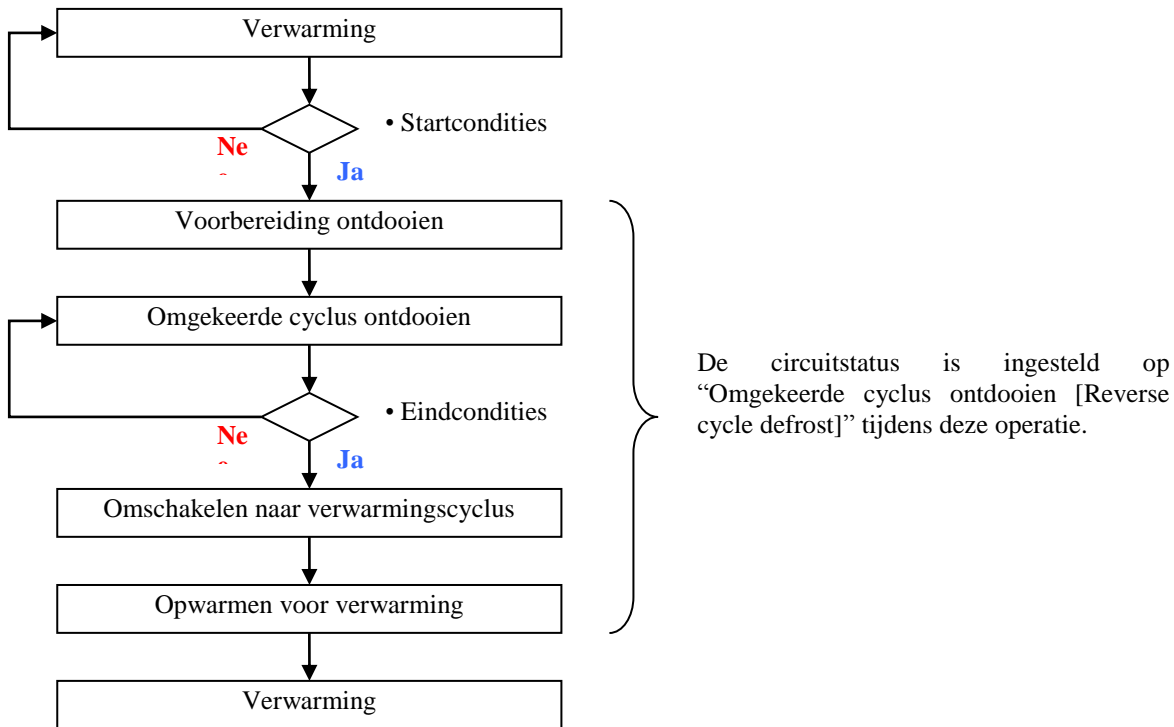 Verwarming
• Startcondities
Ne
Ja
Voorbereiding ontdooien
Omgekeerde cyclus ontdooien
De circuitstatus is ingesteld op
“Omgekeerde cyclus ontdooien [Reverse
cycle defrost]” tijdens deze operatie.
• Eindcondities
Ne
Ja
Omschakelen naar verwarmingscyclus
Opwarmen voor verwarming
Verwarming